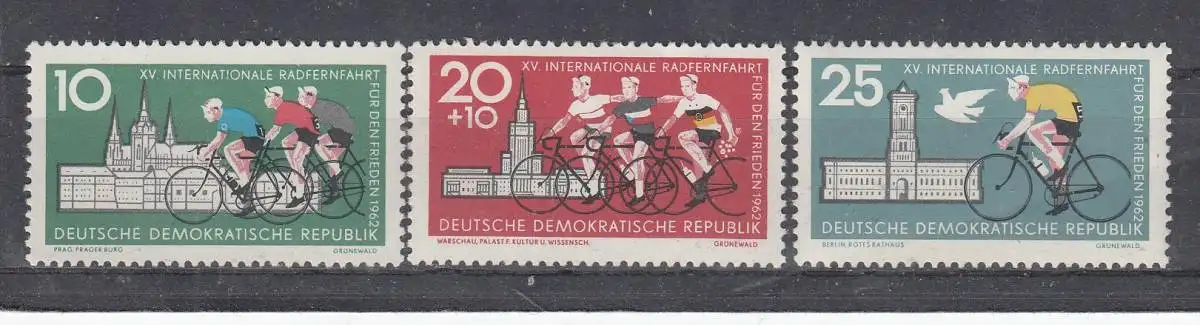 10
XV. INTERNATIONALE RADFERNFAHRT
FÜR DEN FRIEDEN 1962
DEUTSCHE DEMOKRATISCHE REPUBLIK
PRAG, PRAGER BURG
GRÜNEWALD
20
+10
XV. INTERNATIONALE RADFERNFAHRT
FÜR DEN FRIEDEN 1962
DEUTSCHE DEMOKRATISCHE REPUBLIK
WARSCHAU, PALAST F. KULTUR U. WISSENSCH.
GRÜNEWALD
25
XV. INTERNATIONALE RADFERNFAHRT
FÜR DEN FRIEDEN 1962
DEUTSCHE DEMOKRATISCHE REPUBLIK
BERLIN, ROTES RATHAUS
GRÜNEWALD